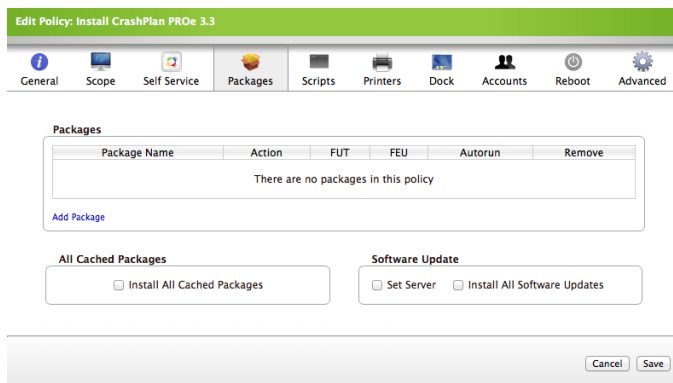 Edit Policy: Install CrashPlan PROe 3.3
General Scope Self Service Packages Scripts Printers Dock Accounts Reboot Advanced
Packages
Package Name Action FUT FEU Autorun Remove
There are no packages in this policy
Add Package
All Cached Packages Software Update
Install All Cached Packages Set Server Install All Software Updates
Cancel Save